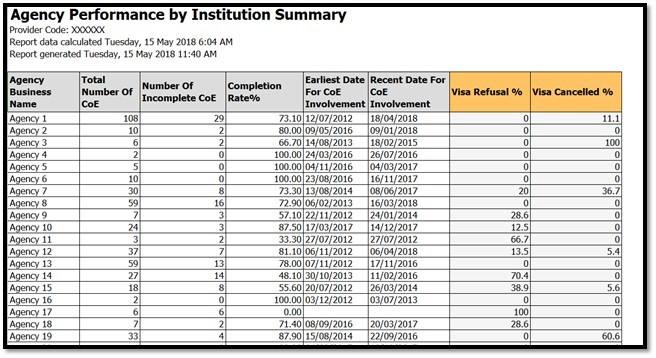 Agency Performance by Institution Summary
Provider Code: XXXXXX
Report data calculated Tuesday, 15 May 2018 6:04 AM
Report generated Tuesday, 15 May 2018 11:40 AM
Agency Business Name Total Number Of CoE Number Of Incomplete CoE Completion Rate% Earliest Date For CoE Involvement Recent Date For CoE Involvement Visa Refusal % Visa Cancelled %
Agency 1 108 29 73.10 12/07/2012 18/04/2018 0 11.1
Agency 2 10 2 80.00 09/01/2018 09/01/2018 0 0
Agency 3 6 2 66.70 14/08/2013 18/02/2015 0 100
Agency 4 2 0 100.00 24/03/2016 26/07/2016 0 0
Agency 5 5 0 100.00 04/11/2016 04/03/2017 0 0
Agency 6 10 0 100.00 23/08/2016 16/11/2017 0 0
Agency 7 30 8 73.30 13/08/2014 08/06/2017 20 36.7
Agency 8 59 16 72.90 06/02/2013 16/03/2018 0 0
Agency 9 7 3 57.10 22/11/2012 24/01/2014 28.6 0
Agency 10 24 3 87.50 17/03/2017 14/12/2017 12.5 0
Agency 11 3 2 33.30 27/07/2012 27/07/2012 66.7 0
Agency 12 37 7 81.10 06/11/2012 06/04/2018 13.5 5.4
Agency 13 59 13 78.00 07/11/2012 17/11/2016 0 0
Agency 14 27 14 48.10 30/10/2013 11/02/2016 70.4 0
Agency 15 18 8 55.60 20/07/2012 26/03/2014 38.9 5.6
Agency 16 2 0 100.00 03/12/2012 03/07/2013 0 0
Agency 17 6 6 0.00 100 0
Agency 18 7 2 71.40 08/09/2016 20/03/2017 28.6 0
Agency 19 33 4 87.90 15/08/2014 22/09/2016 0 60.6